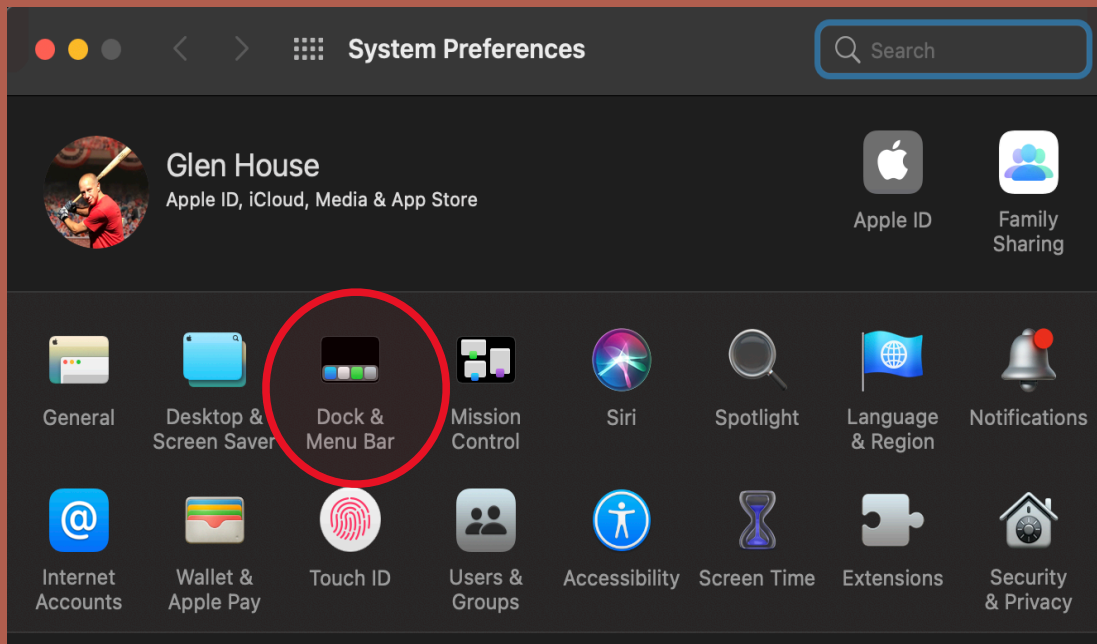 System Preferences
Search
Glen House
Apple ID, iCloud, Media & App Store
Apple ID
Family
Sharing
General
Desktop &
Screen Saver
Dock &
Menu Bar
Mission
Control
Siri
Spotlight
Language
& Region
Notifications
Internet
Accounts
Wallet &
Apple Pay
Touch ID
Users &
Groups
Accessibility
Screen Time
Extensions
Security
& Privacy